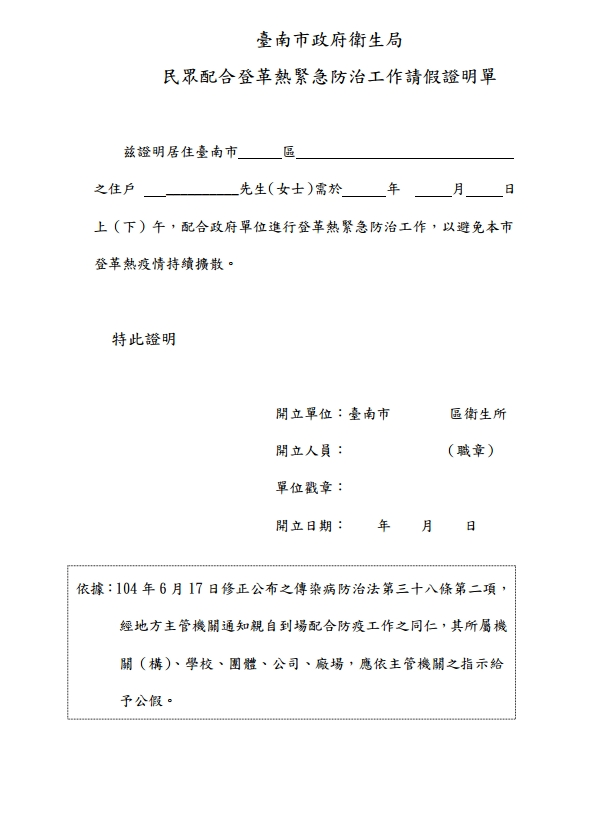 臺南市政府衛生局
民眾配合登革熱緊急防治工作請假證明單
茲證明居住臺南市______區______________________________
之住戶 _____________先生(女士)需於______年 _____月_____日
上(下)午，配合政府單位進行登革熱緊急防治工作，以避免本市
登革熱疫情持續擴散。
特此證明
開立單位：臺南市 區衛生所
開立人員： (職章)
單位戳章：
開立日期： 年 月 日
依據：104 年 6 月 17 日修正公布之傳染病防治法第三十八條第二項，
經地方主管機關通知親自到場配合防疫工作之同仁，其所屬機
關（構）、學校、團體、公司、廠場，應依主管機關之指示給
予公假。